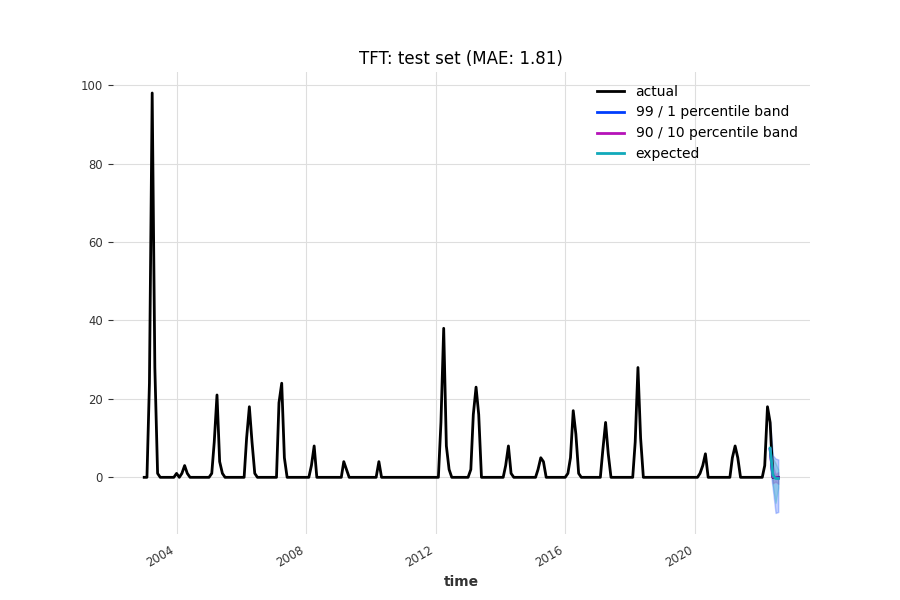 TFT: test set (MAE: 1.81)
actual
99 / 1 percentile band
90 / 10 percentile band
expected
100
80
60
40
20
0
2004
2008
2012
2016
2020
time